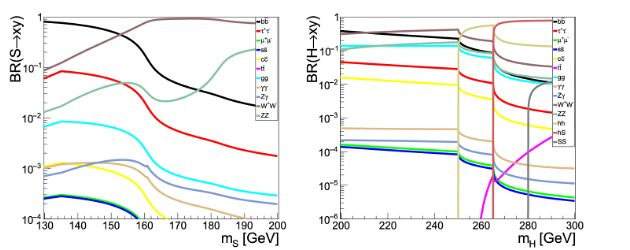 BR(S→xy)
1
10⁻¹
10⁻²
10⁻³
10⁻⁴
130 140 150 160 170 180 190 200
m_S [GeV]
bb
τ⁺τ⁻
μ⁺μ⁻
ss
cc
tt
gg
γγ
Zγ
W⁺W⁻
ZZ
BR(H→xy)
1
10⁻¹
10⁻²
10⁻³
10⁻⁴
10⁻⁵
10⁻⁶
200 220 240 260 280 300
m_H [GeV]
bb
τ⁺τ⁻
μ⁺μ⁻
ss
cc
tt
gg
γγ
Zγ
W⁺W⁻
ZZ
hh
hS
SS